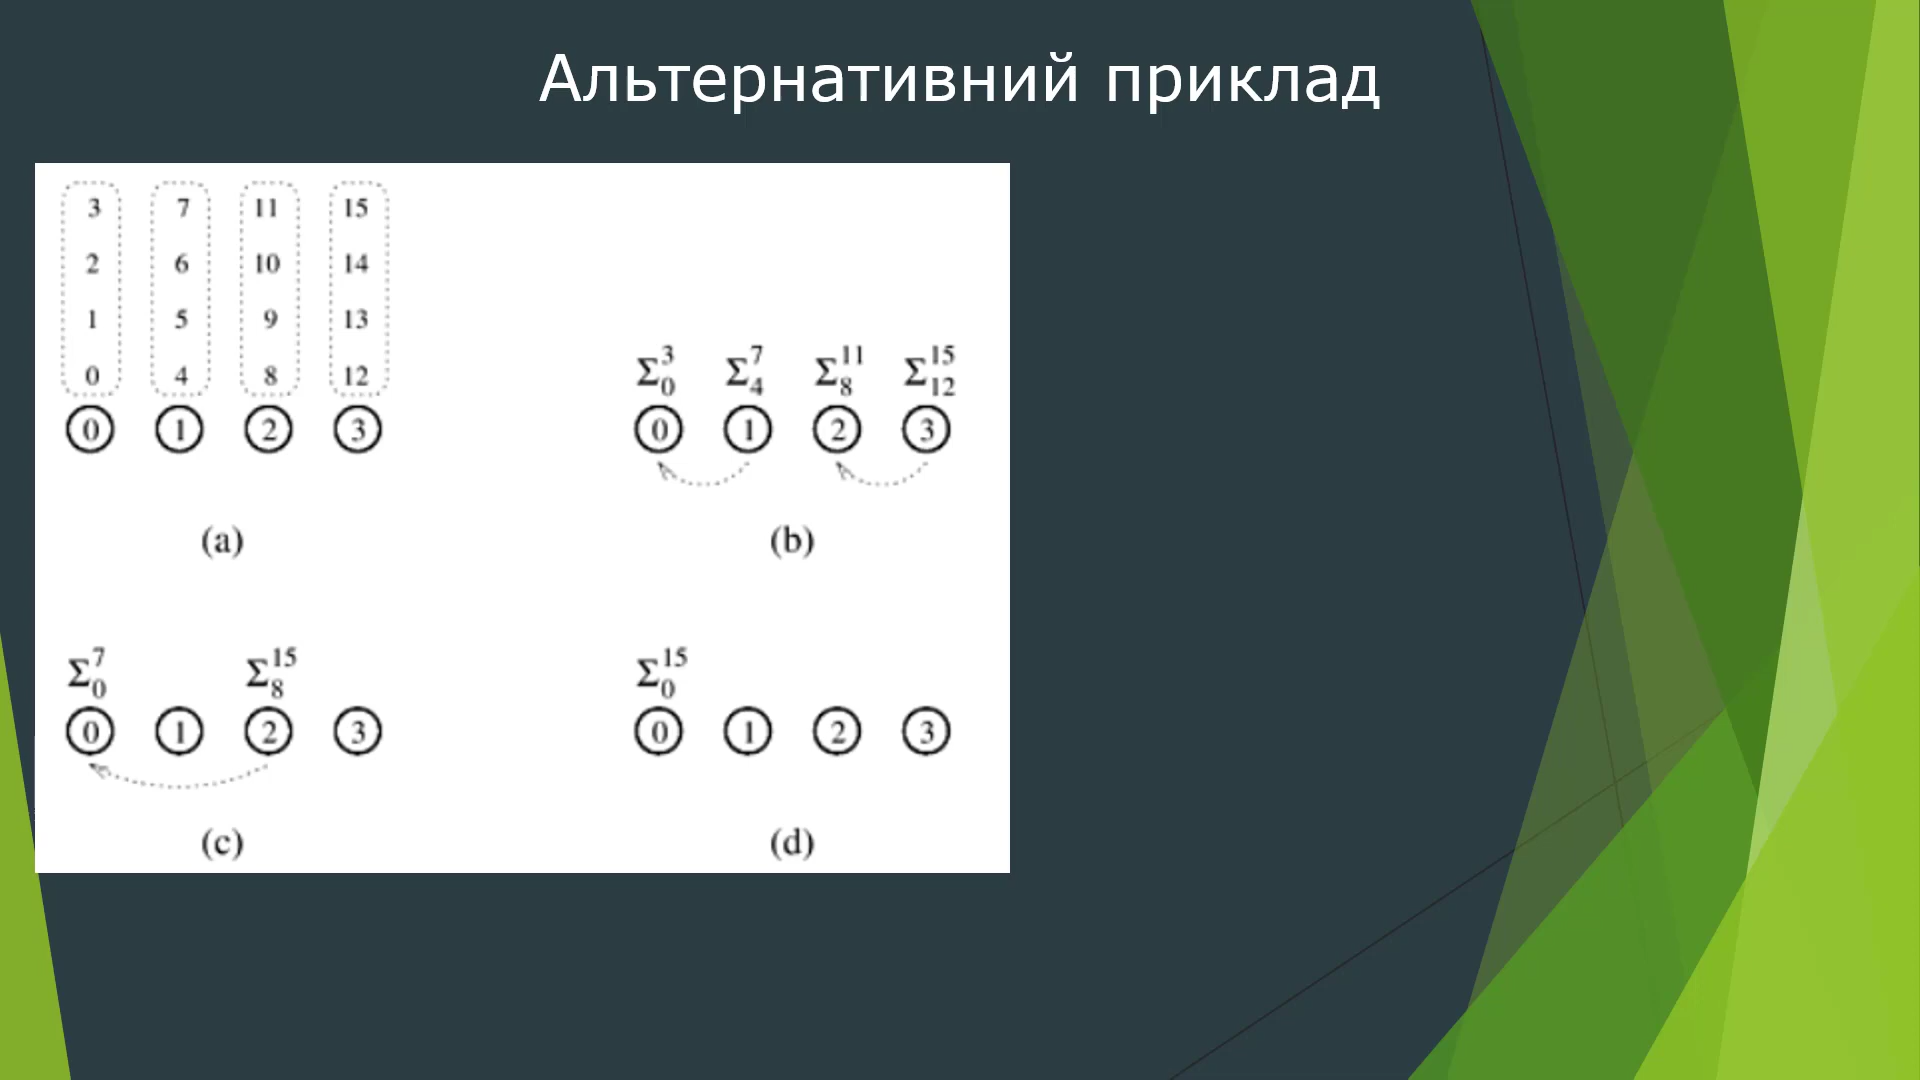 Альтернативний приклад
3 7 11 15
2 6 10 14
1 5 9 13
0 4 8 12
0 1 2 3
(a)
Σ₀³ Σ₄⁷ Σ₈¹¹ Σ₁₂¹⁵
0 1 2 3
(b)
Σ₀⁷ Σ₈¹⁵
0 1 2 3
(c)
Σ₀¹⁵
0 1 2 3
(d)